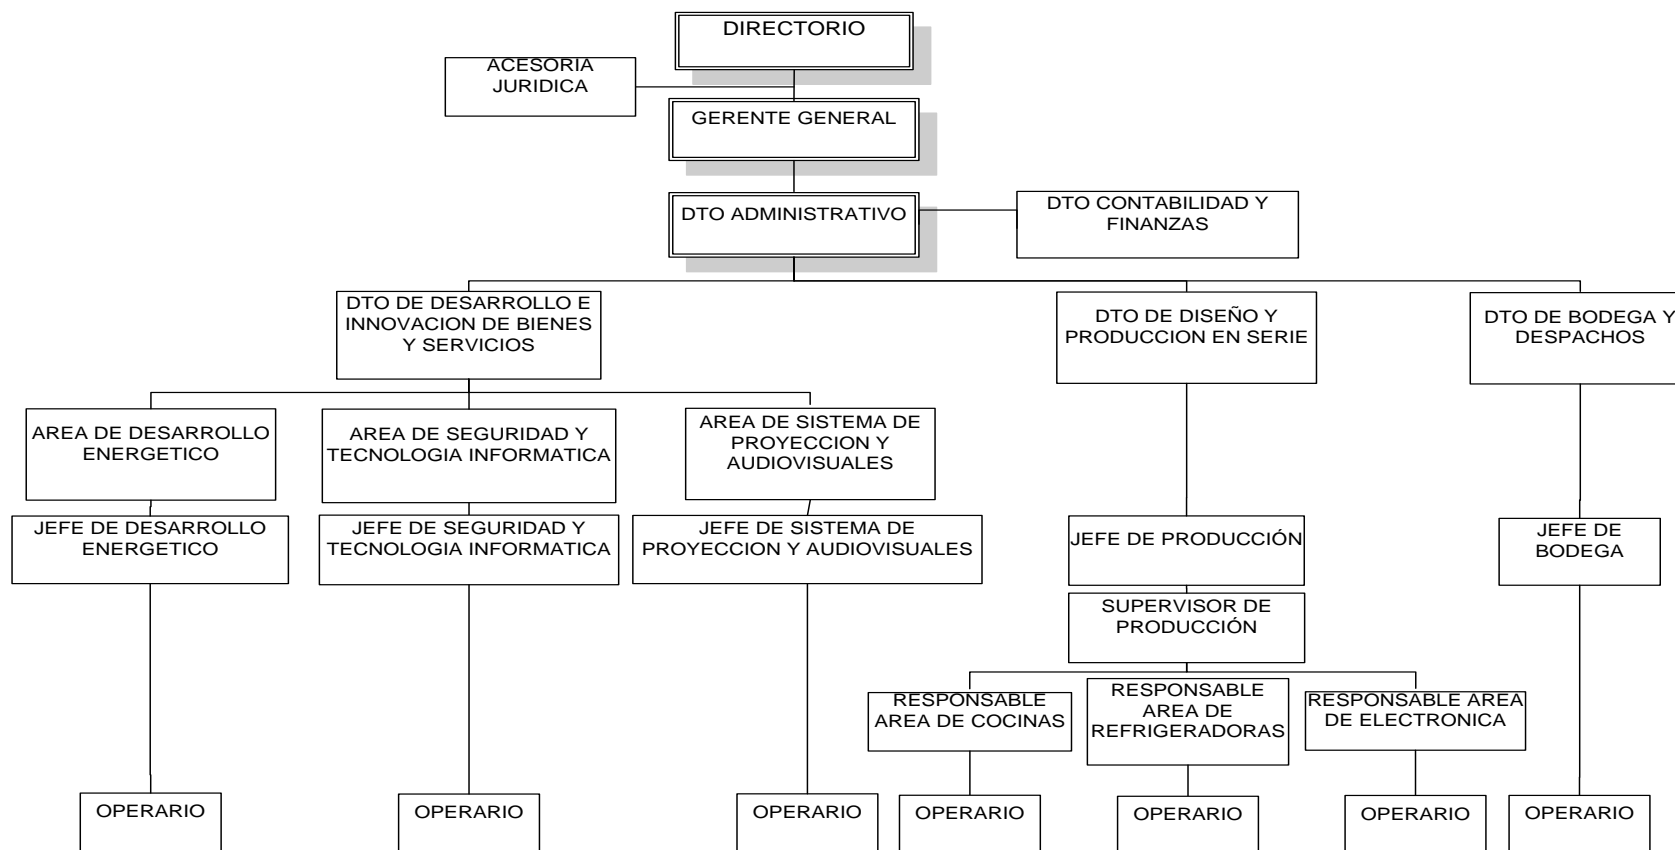 DIRECTORIO
ACESORIA
JURIDICA
GERENTE GENERAL
DTO ADMINISTRATIVO
DTO CONTABILIDAD Y
FINANZAS
DTO DE DESARROLLO E
INNOVACION DE BIENES
Y SERVICIOS
DTO DE DISEÑO Y
PRODUCCION EN SERIE
DTO DE BODEGA Y
DESPACHOS
AREA DE DESARROLLO
ENERGETICO
AREA DE SEGURIDAD Y
TECNOLOGIA INFORMATICA
AREA DE SISTEMA DE
PROYECCION Y
AUDIOVISUALES
JEFE DE DESARROLLO
ENERGETICO
JEFE DE SEGURIDAD Y
TECNOLOGIA INFORMATICA
JEFE DE SISTEMA DE
PROYECCION Y AUDIOVISUALES
JEFE DE PRODUCCIÓN
JEFE DE
BODEGA
SUPERVISOR DE
PRODUCCIÓN
RESPONSABLE
AREA DE COCINAS
RESPONSABLE
AREA DE
REFRIGERADORAS
RESPONSABLE AREA
DE ELECTRONICA
OPERARIO
OPERARIO
OPERARIO
OPERARIO
OPERARIO
OPERARIO
OPERARIO